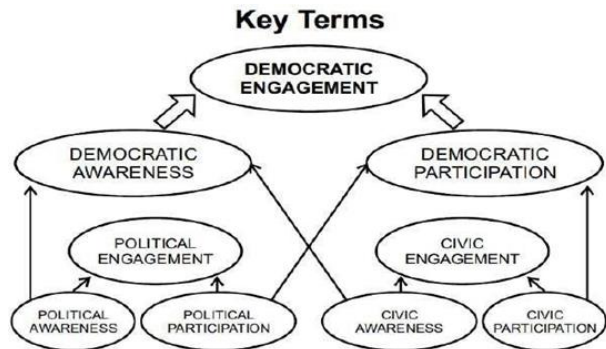 Key Terms
DEMOCRATIC
ENGAGEMENT
DEMOCRATIC
AWARENESS
DEMOCRATIC
PARTICIPATION
POLITICAL
ENGAGEMENT
CIVIC
ENGAGEMENT
POLITICAL
AWARENESS
POLITICAL
PARTICIPATION
CIVIC
AWARENESS
CIVIC
PARTICIPATION